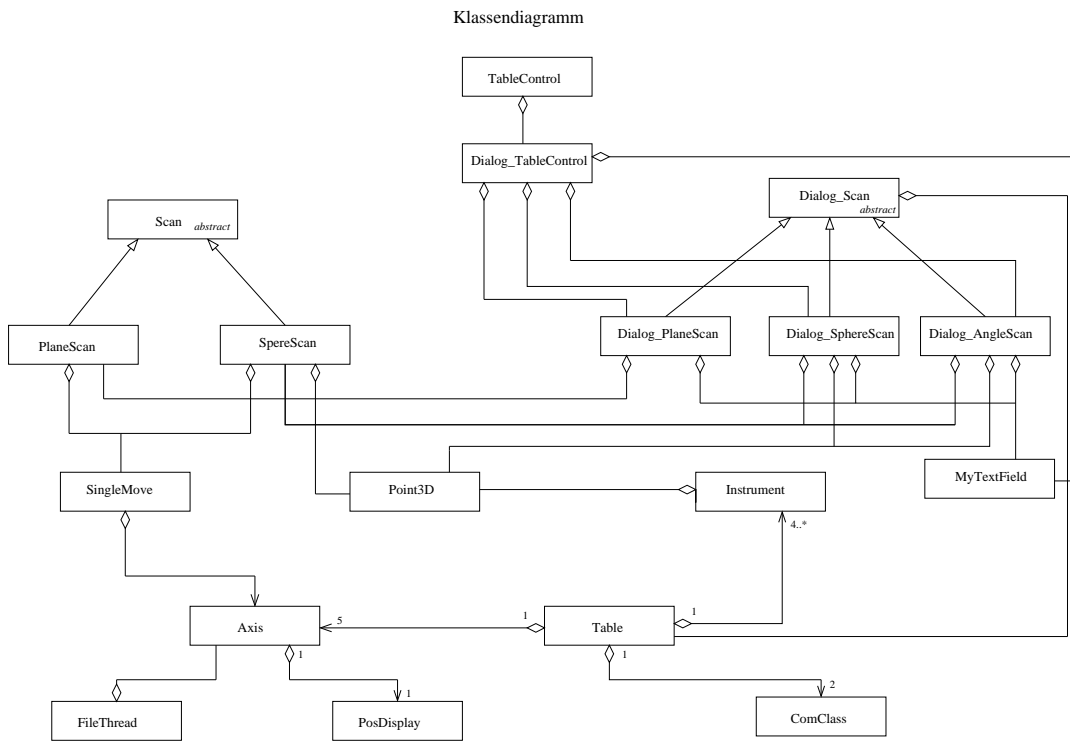 Klassendiagramm
TableControl
Dialog_TableControl
Dialog_Scan
abstract
Scan
abstract
PlaneScan
SpereScan
Dialog_PlaneScan
Dialog_SphereScan
Dialog_AngleScan
SingleMove
Point3D
Instrument
MyTextField
4..*
Axis
5
1
Table
1
1
1
FileThread
PosDisplay
1
2
ComClass